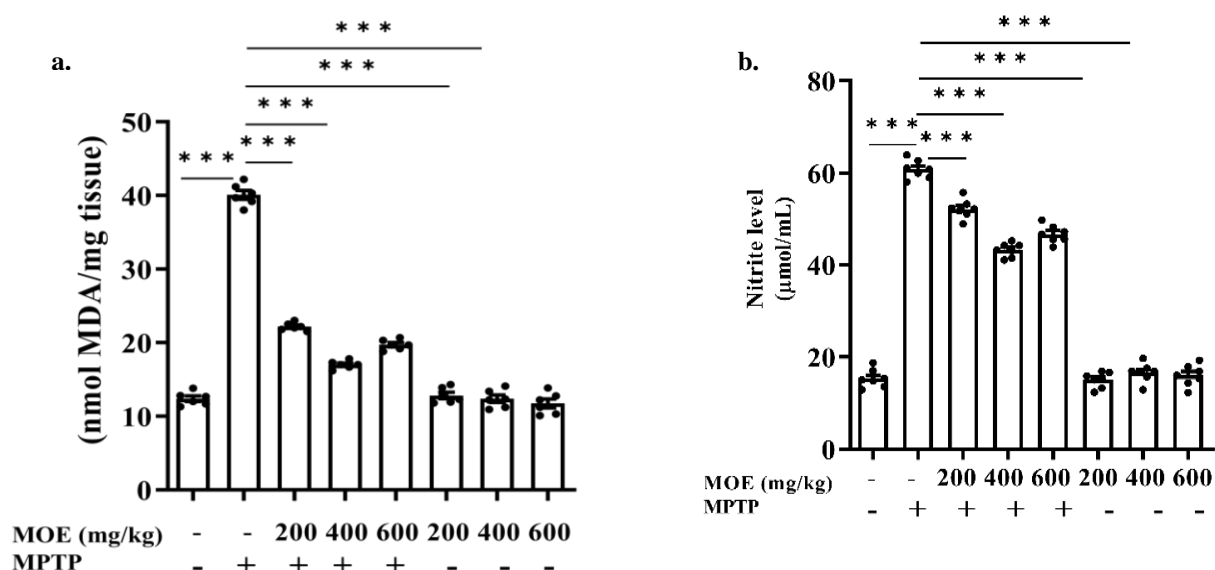 a.
* * *
* * *
* * *
* * *
* * *
(nmol MDA/mg tissue)
50
40
30
20
10
0
MOE (mg/kg) - - 200 400 600 200 400 600
MPTP - + + + + - - -
b.
* * *
* * *
* * *
* * *
* * *
Nitrite level
(μmol/mL)
80
60
40
20
0
MOE (mg/kg) - - 200 400 600 200 400 600
MPTP - + + + + - - -